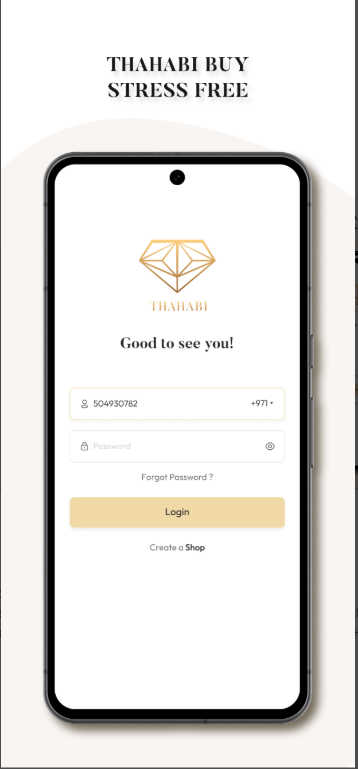 THAHABI BUY
STRESS FREE
THAHABI
Good to see you!
504930782 +971
Password
Forgot Password ?
Login
Create a Shop